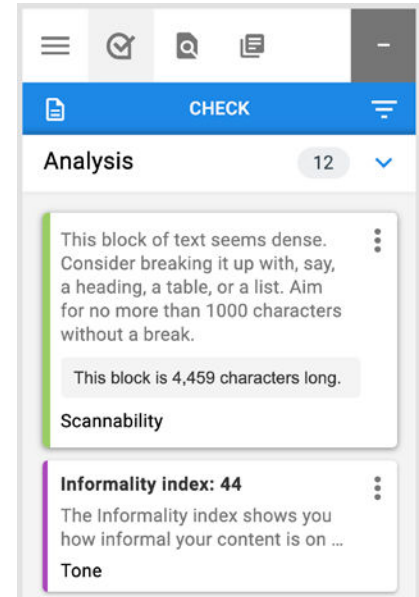 CHECK
Analysis 12
This block of text seems dense.
Consider breaking it up with, say,
a heading, a table, or a list. Aim
for no more than 1000 characters
without a break.
This block is 4,459 characters long.
Scannability
Informality index: 44
The Informality index shows you
how informal your content is on ...
Tone